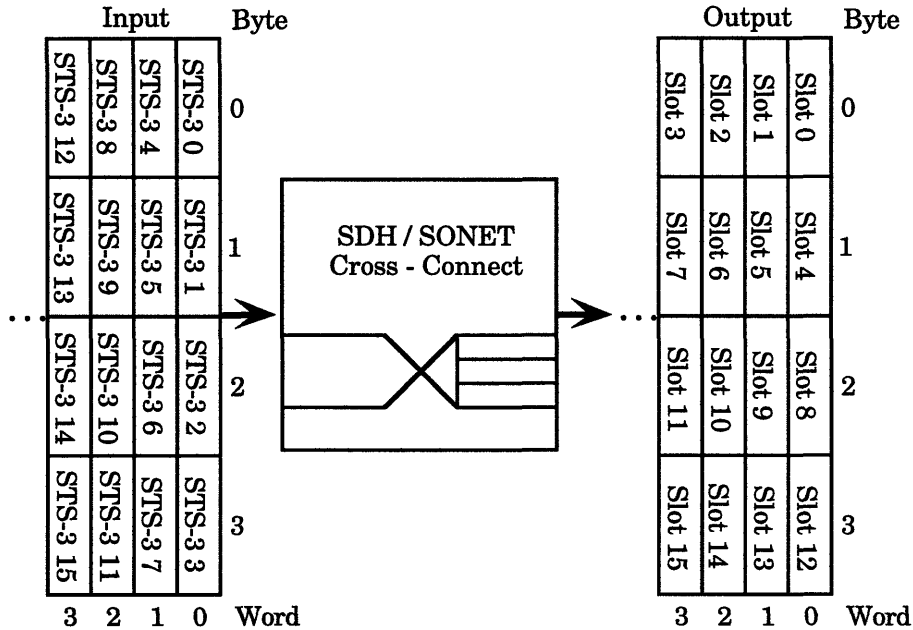 Input Byte
STS-3 12 STS-3 8 STS-3 4 STS-3 0 0
STS-3 13 STS-3 9 STS-3 5 STS-3 1 1
STS-3 14 STS-3 10 STS-3 6 STS-3 2 2
STS-3 15 STS-3 11 STS-3 7 STS-3 3 3
3 2 1 0 Word
SDH / SONET
Cross - Connect
Output Byte
Slot 3 Slot 2 Slot 1 Slot 0 0
Slot 7 Slot 6 Slot 5 Slot 4 1
Slot 11 Slot 10 Slot 9 Slot 8 2
Slot 15 Slot 14 Slot 13 Slot 12 3
3 2 1 0 Word